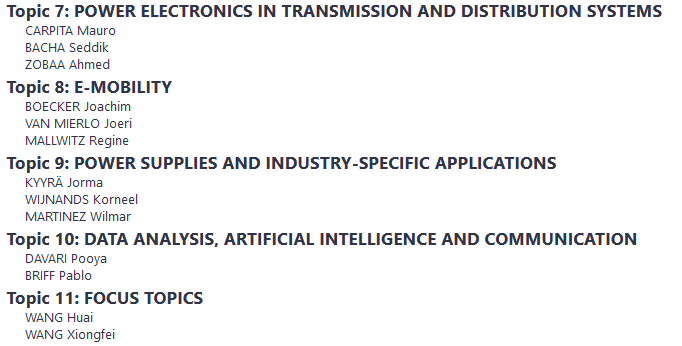 Topic 7: POWER ELECTRONICS IN TRANSMISSION AND DISTRIBUTION SYSTEMS
CARPITA Mauro
BACHA Seddik
ZOBAA Ahmed
Topic 8: E-MOBILITY
BOECKER Joachim
VAN MIERLO Joeri
MALLWITZ Regine
Topic 9: POWER SUPPLIES AND INDUSTRY-SPECIFIC APPLICATIONS
KYYRÄ Jorma
WIJNANDS Korneel
MARTINEZ Wilmar
Topic 10: DATA ANALYSIS, ARTIFICIAL INTELLIGENCE AND COMMUNICATION
DAVARI Pooya
BRIFF Pablo
Topic 11: FOCUS TOPICS
WANG Huai
WANG Xiongfei